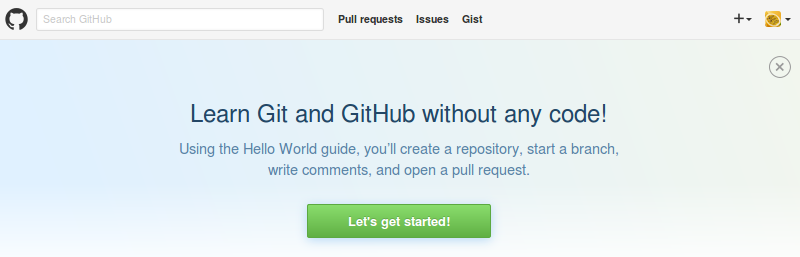 Search GitHub Pull requests Issues Gist
Learn Git and GitHub without any code!
Using the Hello World guide, you’ll create a repository, start a branch,
write comments, and open a pull request.
Let’s get started!